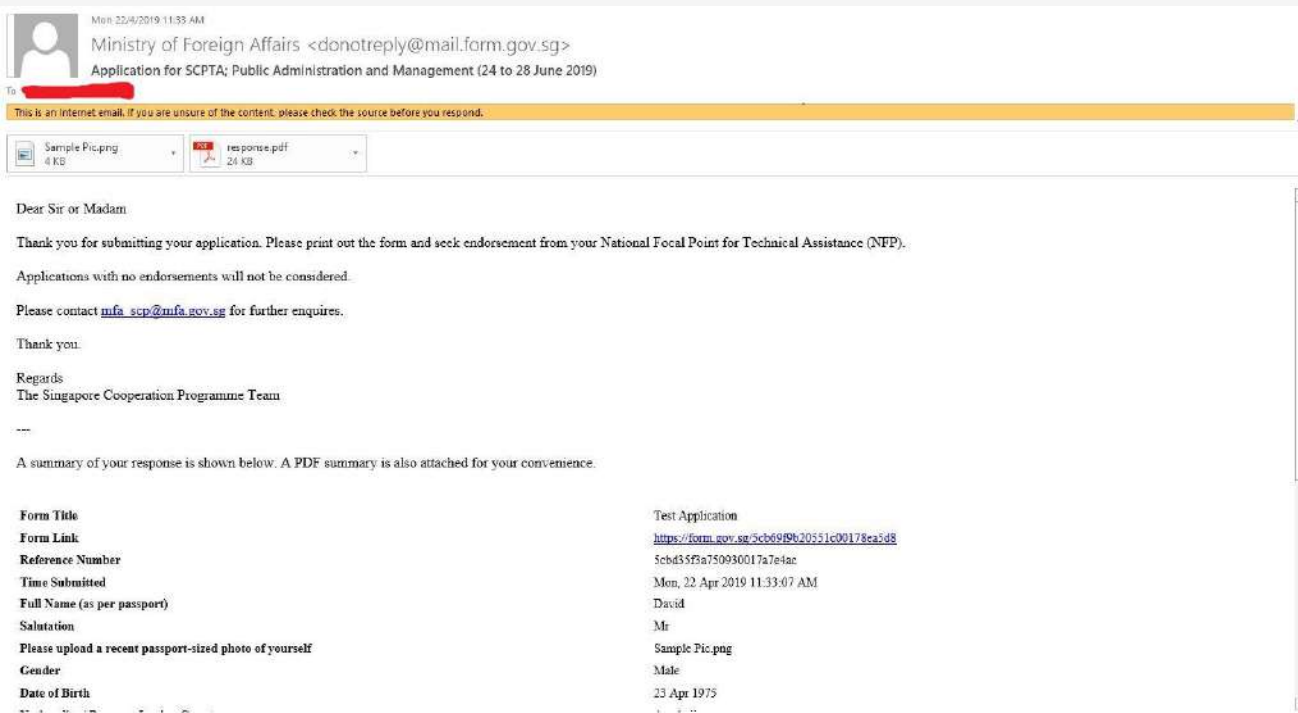 Mon 22/4/2019 11:33 AM
Ministry of Foreign Affairs <donotreply@mail.form.gov.sg>
Application for SCPTA; Public Administration and Management (24 to 28 June 2019)
To
This is an internet email. If you are unsure of the content, please check the source before you respond.
Sample Pic.png
4 KB
response.pdf
24 KB
Dear Sir or Madam
Thank you for submitting your application. Please print out the form and seek endorsement from your National Focal Point for Technical Assistance (NFP).
Applications with no endorsements will not be considered.
Please contact mfa_scp@mfa.gov.sg for further enquires.
Thank you.
Regards
The Singapore Cooperation Programme Team
---
A summary of your response is shown below. A PDF summary is also attached for your convenience.
Form Title Test Application
Form Link https://form.gov.sg/5cb69f9b20551c00178ea5d8
Reference Number 5cbd35f3a750930017a7e4ac
Time Submitted Mon, 22 Apr 2019 11:33:07 AM
Full Name (as per passport) David
Salutation Mr
Please upload a recent passport-sized photo of yourself Sample Pic.png
Gender Male
Date of Birth 23 Apr 1975